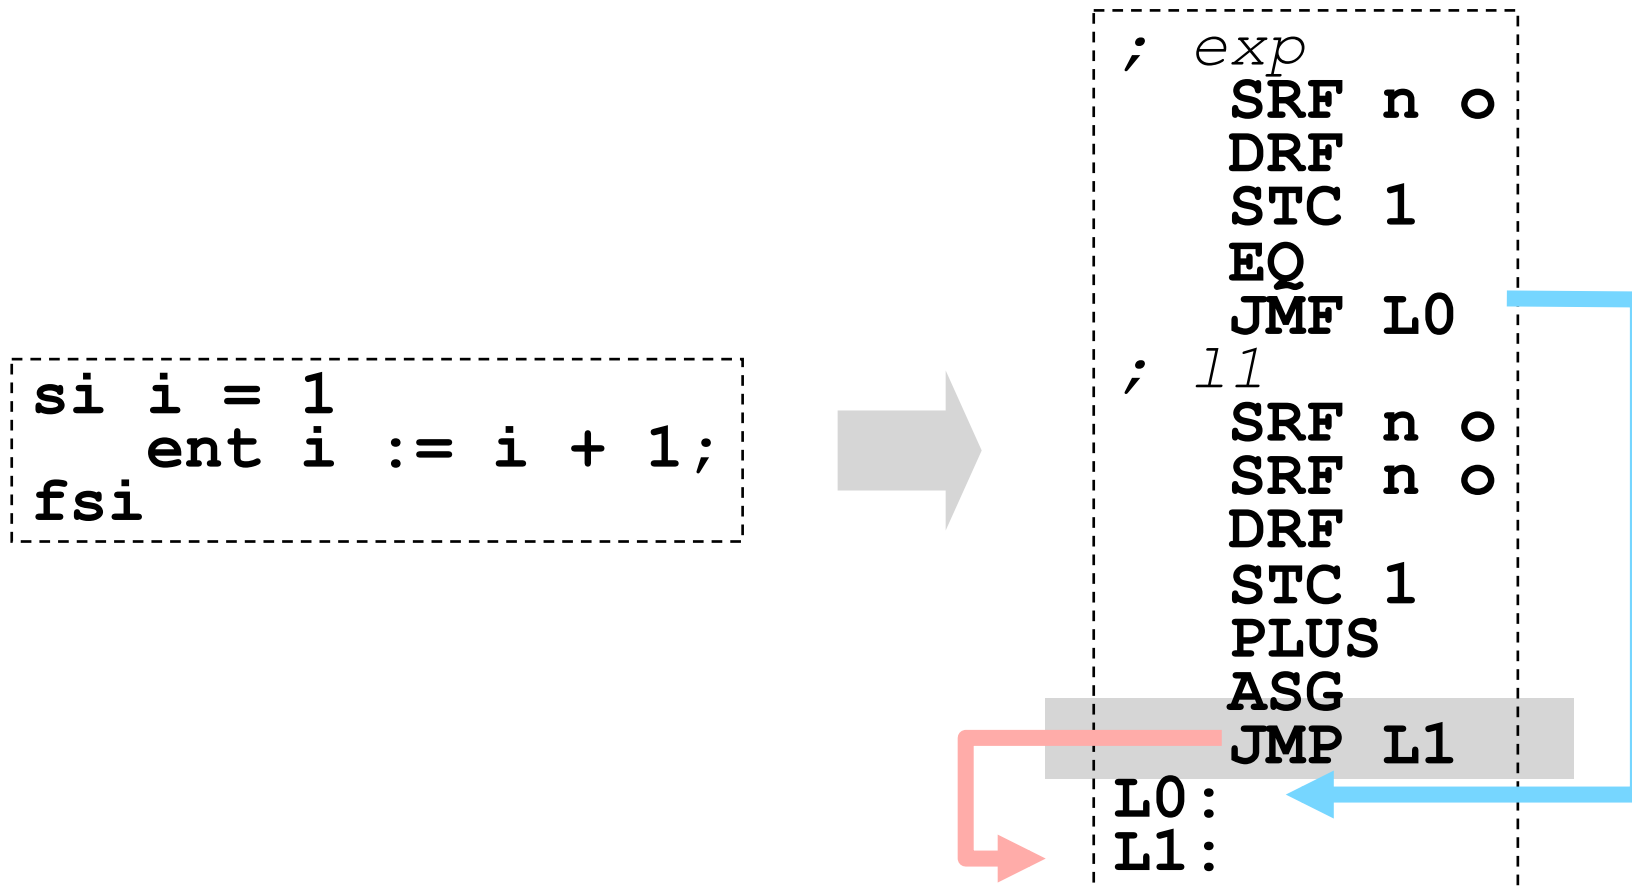 si i = 1
ent i := i + 1;
fsi
; exp
SRF n o
DRF
STC 1
EQ
JMF L0
; l1
SRF n o
SRF n o
DRF
STC 1
PLUS
ASG
JMP L1
L0:
L1: